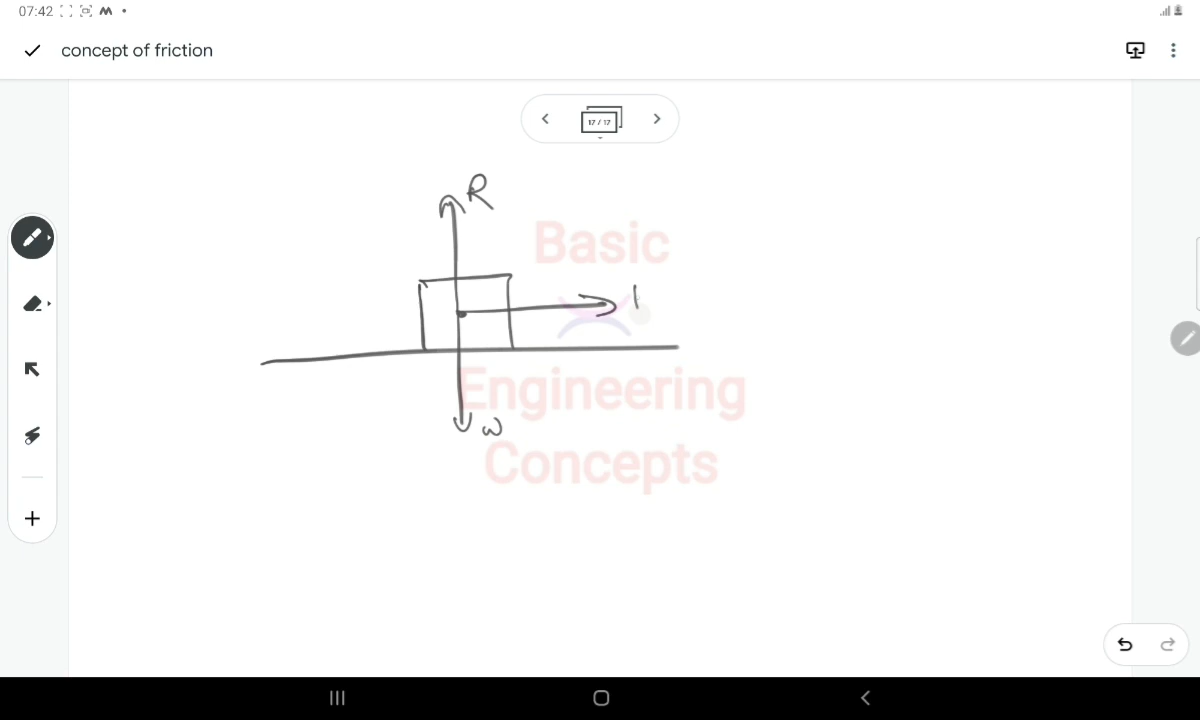 07:42
concept of friction
17 / 17
R
Basic
Engineering
W
Concepts